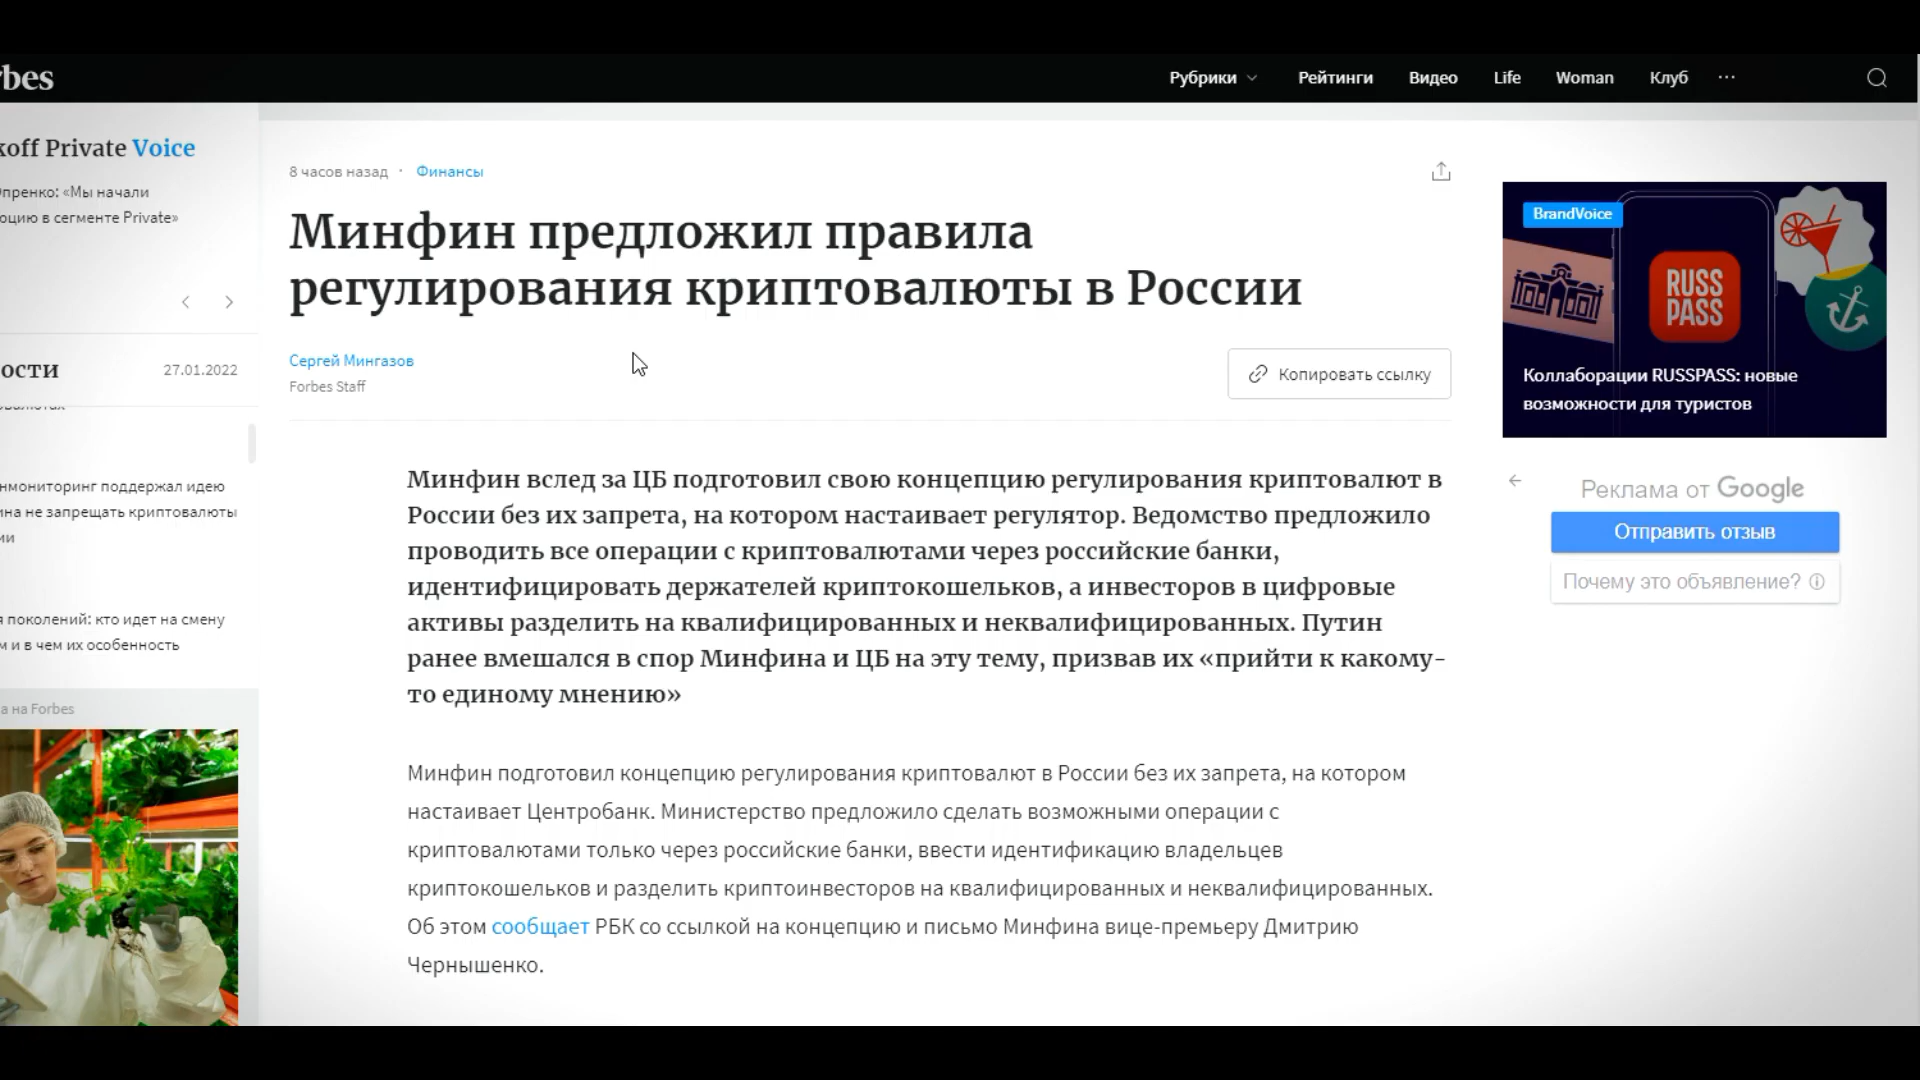 rbes
Рубрики
Рейтинги
Видео
Life
Woman
Клуб
koff Private Voice
пренко: «Мы начали
оцию в сегменте Private»
ости
27.01.2022
нмониторинг поддержал идею
ина не запрещать криптовалюты
ии
я поколений: кто идет на смену
м и в чем их особенность
а на Forbes
8 часов назад · Финансы
Минфин предложил правила
регулирования криптовалюты в России
Сергей Мингазов
Forbes Staff
Копировать ссылку
Минфин вслед за ЦБ подготовил свою концепцию регулирования криптовалют в
России без их запрета, на котором настаивает регулятор. Ведомство предложило
проводить все операции с криптовалютами через российские банки,
идентифицировать держателей криптокошельков, а инвесторов в цифровые
активы разделить на квалифицированных и неквалифицированных. Путин
ранее вмешался в спор Минфина и ЦБ на эту тему, призвав их «прийти к какому-
то единому мнению»
Минфин подготовил концепцию регулирования криптовалют в России без их запрета, на котором
настаивает Центробанк. Министерство предложило сделать возможными операции с
криптовалютами только через российские банки, ввести идентификацию владельцев
криптокошельков и разделить криптоинвесторов на квалифицированных и неквалифицированных.
Об этом сообщает РБК со ссылкой на концепцию и письмо Минфина вице-премьеру Дмитрию
Чернышенко.
BrandVoice
RUSS
PASS
Коллаборации RUSSPASS: новые
возможности для туристов
Реклама от Google
Отправить отзыв
Почему это объявление?